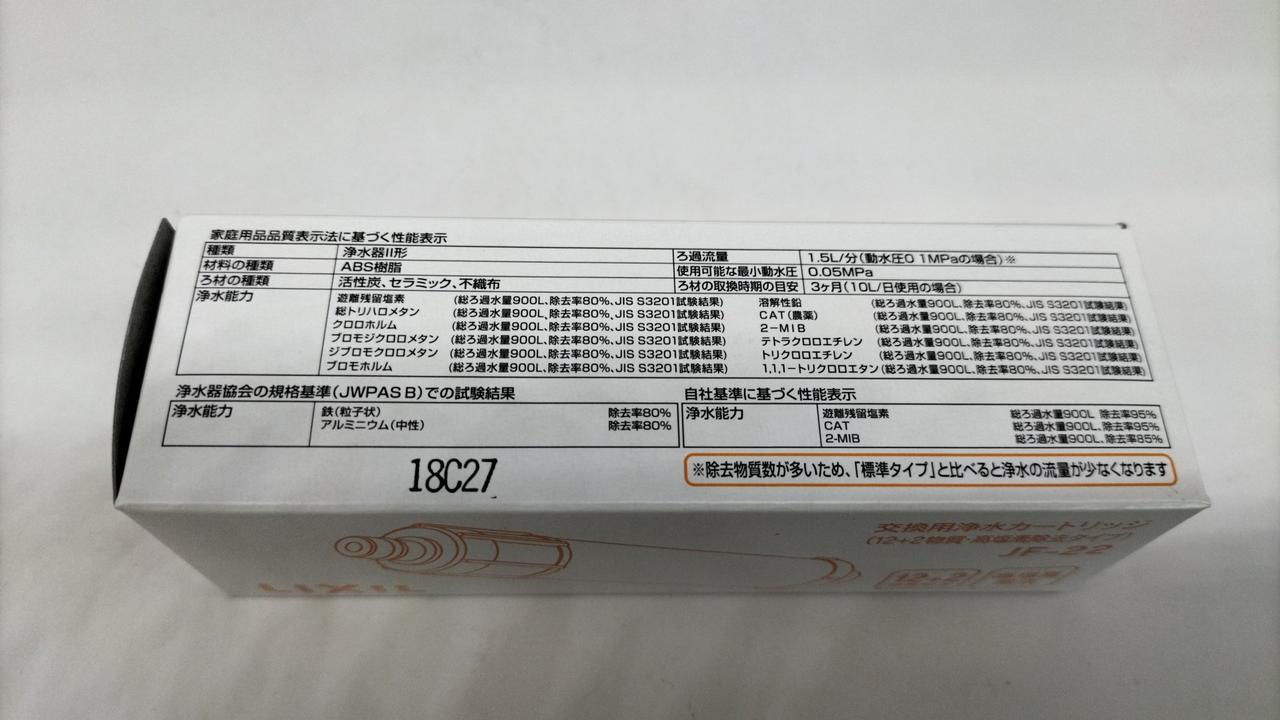 家庭用品品質表示法に基づく性能表示
種類 浄水器II形 ろ過流量 1.5L/分(動水圧0.1MPaの場合)※
材料の種類 ABS樹脂 使用可能な最小動水圧 0.05MPa
ろ材の種類 活性炭、セラミック、不織布 ろ材の取換時期の目安 3ヶ月(10L/日使用の場合)
浄水能力 遊離残留塩素 (総ろ過水量900L、除去率80%、JIS S3201試験結果) 溶解性鉛 (総ろ過水量900L、除去率80%、JIS S3201試験結果)
総トリハロメタン (総ろ過水量900L、除去率80%、JIS S3201試験結果) CAT(農薬) (総ろ過水量900L、除去率80%、JIS S3201試験結果)
クロロホルム (総ろ過水量900L、除去率80%、JIS S3201試験結果) 2-MIB (総ろ過水量900L、除去率80%、JIS S3201試験結果)
ブロモジクロロメタン (総ろ過水量900L、除去率80%、JIS S3201試験結果) テトラクロロエチレン (総ろ過水量900L、除去率80%、JIS S3201試験結果)
ジブロモクロロメタン (総ろ過水量900L、除去率80%、JIS S3201試験結果) トリクロロエチレン (総ろ過水量900L、除去率80%、JIS S3201試験結果)
ブロモホルム (総ろ過水量900L、除去率80%、JIS S3201試験結果) 1,1,1-トリクロロエタン (総ろ過水量900L、除去率80%、JIS S3201試験結果)
浄水器協会の規格基準(JWPAS B)での試験結果 自社基準に基づく性能表示
浄水能力 鉄(粒子状) 除去率80% 浄水能力 遊離残留塩素 総ろ過水量900L 除去率95%
アルミニウム(中性) 除去率80% CAT 総ろ過水量900L、除去率95%
2-MIB 総ろ過水量900L、除去率85%
18C27 ※除去物質数が多いため、「標準タイプ」と比べると浄水の流量が少なくなります
交換用浄水カートリッジ
(12+2物質・高塩素除去タイプ)
JF-22
LIXIL 12+2